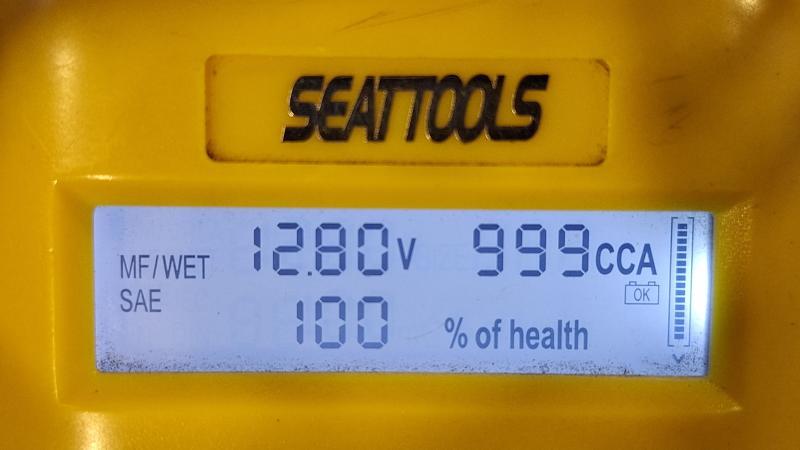 SEATTOOLS
MF/WET 12.80V 999CCA
SAE OK
100 % of health